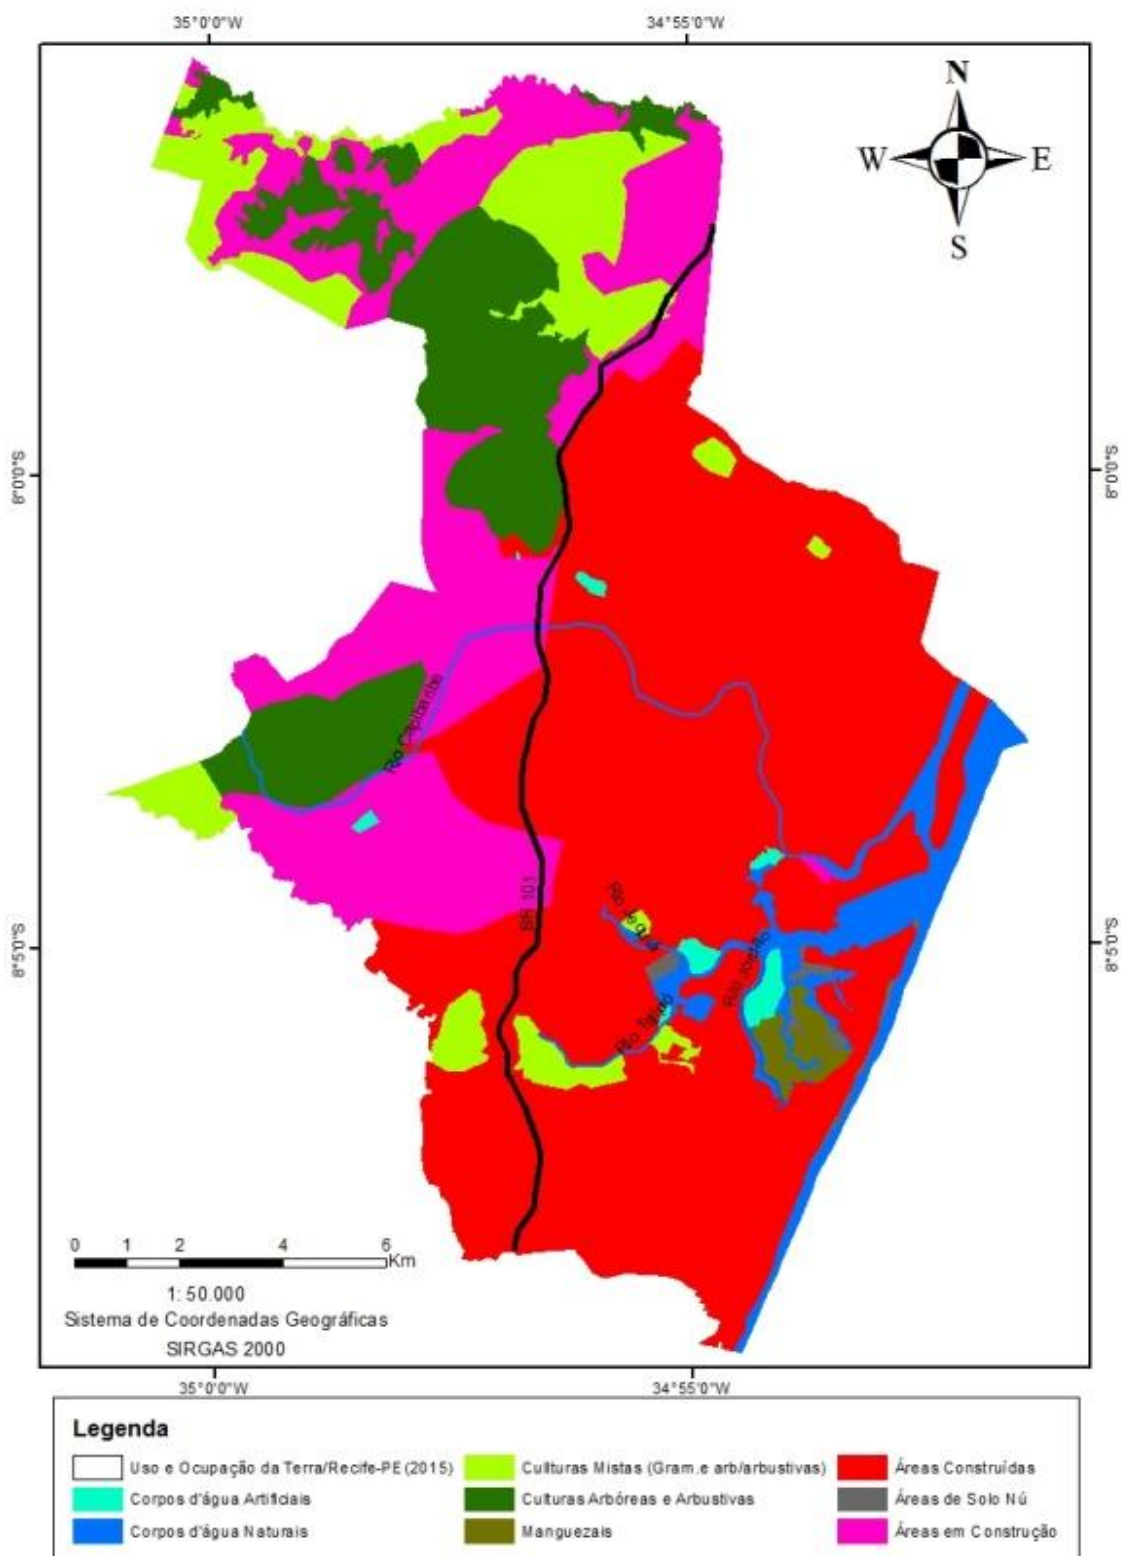 35°0'0"W 34°55'0"W
N
W E
S
8°0'0"S 8°0'0"S
Rio Capibaribe
BR 101
Rio Jequiá
8°5'0"S 8°5'0"S
Rio Jordão
Rio Tejipió
0 1 2 4 6
Km
1: 50.000
Sistema de Coordenadas Geográficas
SIRGAS 2000
35°0'0"W 34°55'0"W
Legenda
Uso e Ocupação da Terra/Recife-PE(2015) Cullturas Mistas (Gram.e arb/arbustivas) Áreas Construídas
Corpos d'água Artificiais Culturas Arbóreas e Arbustivas Áreas de Solo Nú
Corpos d'água Naturais Manguezais Áreas em Construção